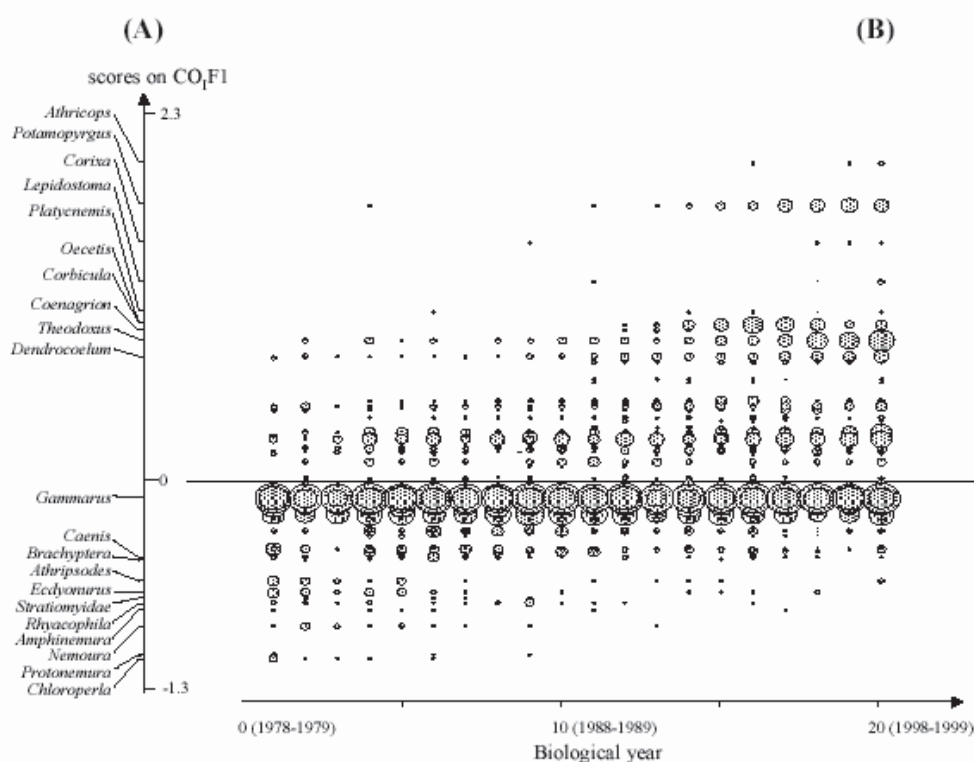 (A)
(B)
scores on CO₁F1
2.3
Athricops
Potamopyrgus
Corixa
Lepidostoma
Platycnemis
Oecetis
Corbicula
Coenagrion
Theodoxus
Dendrocoelum
0
Gammarus
Caenis
Brachyptera
Athripsodes
Ecdyonurus
Stratiomyidae
Rhyacophila
Amphinemura
Nemoura
Protonemura
Chloroperla
-1.3
0 (1978-1979)
10 (1988-1989)
20 (1998-1999)
Biological year